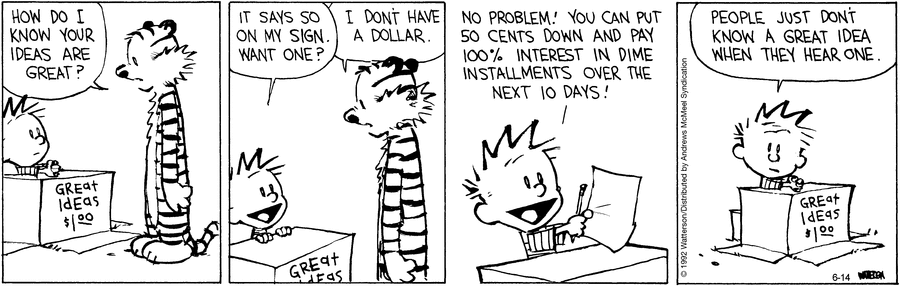 HOW DO I
KNOW YOUR
IDEAS ARE
GREAT?
GREAT
IDEAS
$1.00
IT SAYS SO
ON MY SIGN.
WANT ONE?
I DON'T HAVE
A DOLLAR.
GREAT
IDEAS
NO PROBLEM! YOU CAN PUT
50 CENTS DOWN AND PAY
100% INTEREST IN DIME
INSTALLMENTS OVER THE
NEXT 10 DAYS!
© 1992 Watterson/Distributed by Andrews McMeel Syndication
PEOPLE JUST DON'T
KNOW A GREAT IDEA
WHEN THEY HEAR ONE.
GREAT
IDEAS
$1.00
6-14 WATTERSON